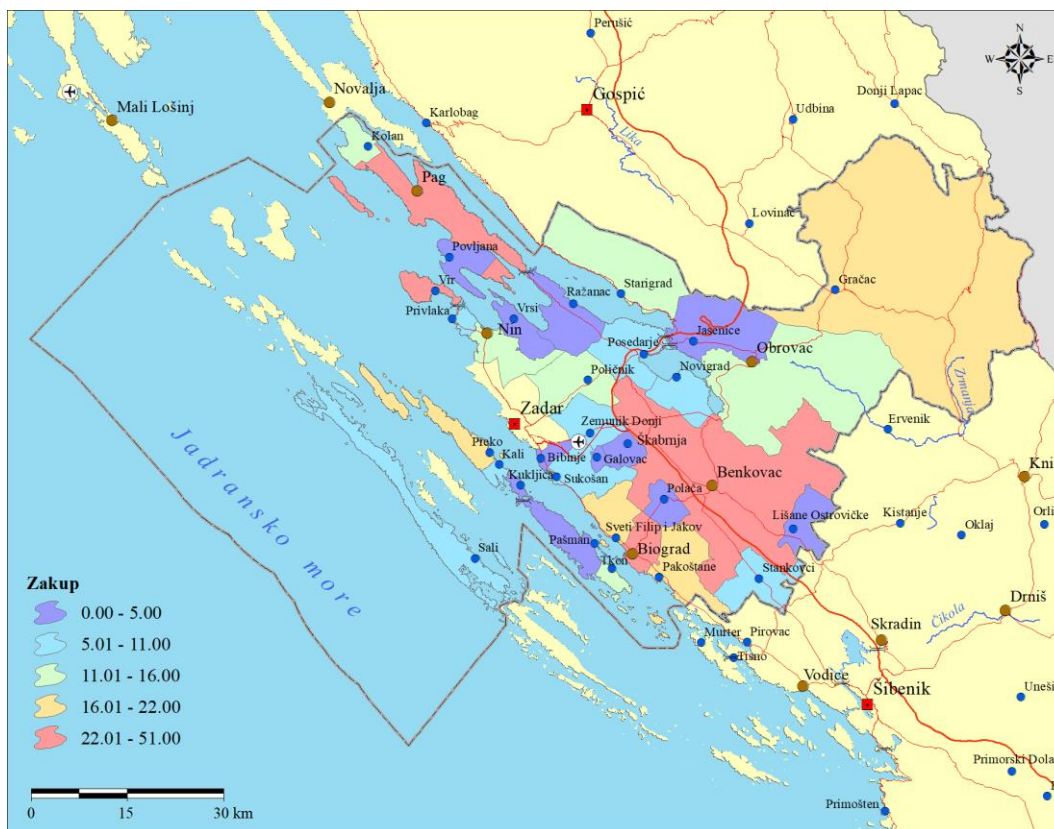 Perušić
N
W E
S
Gospić
Donji Lapac
Novalja
Mali Lošinj
Karlobag
Udbina
Lika
Kolan
Pag
Lovinac
Povljana
Vir
Ražanac
Starigrad
Gračac
Privlaka
Vrsi
Nin
Jasenice
Posedarje
Obrovac
Poličnik
Novigrad
Zrmanja
Zadar
Zemunik Donji
Ervenik
Škabrnja
Preko
Kali
Bibinje
Galovac
Kukljica
Sukošan
Benkovac
Polača
Kni
Jadransko more
Lišane Ostrovičke
Kistanje
Orli
Oklaj
Sveti Filip i Jakov
Pašman
Biograd
Sali
Tkon
Pakoštane
Stankovci
Drniš
Čikola
Skradin
Murter
Pirovac
Tisno
Vodice
Šibenik
Uneši
Primorski Dola
Primošten
Zakup
0.00 - 5.00
5.01 - 11.00
11.01 - 16.00
16.01 - 22.00
22.01 - 51.00
0 15 30 km